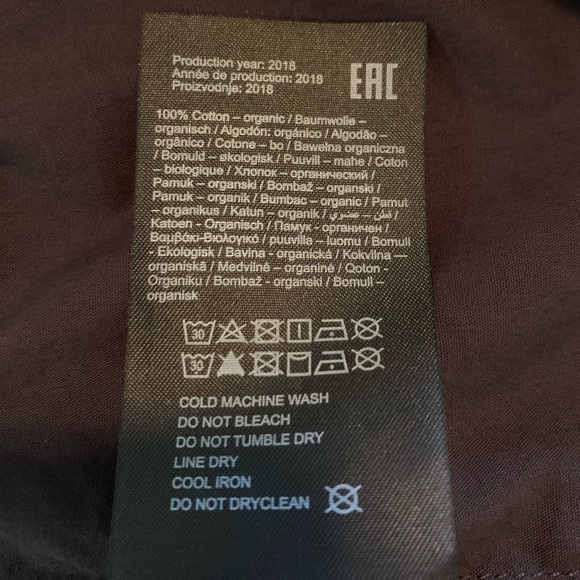 Production year: 2018
Année de production: 2018
Proizvodnje: 2018
EAC
100% Cotton – organic / Baumwolle –
organisch / Algodón: orgánico / Algodão –
orgânico / Cotone – bo / Bawełna organiczna
/ Bomuld – økologisk / Puuvill – mahe / Coton
– biologique / Хлопок – органический /
Pamuk – organski / Bombaž – organski /
Pamuk – organik / Bumbac – organic / Pamut
– organikus / Katun – organik / قطن – عضوي /
Katoen - Organisch / Памук - органичен /
Βαμβάκι-Βιολογικό / puuvilla – luomu / Bomull
- Ekologisk / Bavlna - organická / Kokvilna —
organiskā / Medvilnė - organinė / Qoton -
Organiku / Bombaž - organski / Bomull —
organisk
30
30
COLD MACHINE WASH
DO NOT BLEACH
DO NOT TUMBLE DRY
LINE DRY
COOL IRON
DO NOT DRYCLEAN